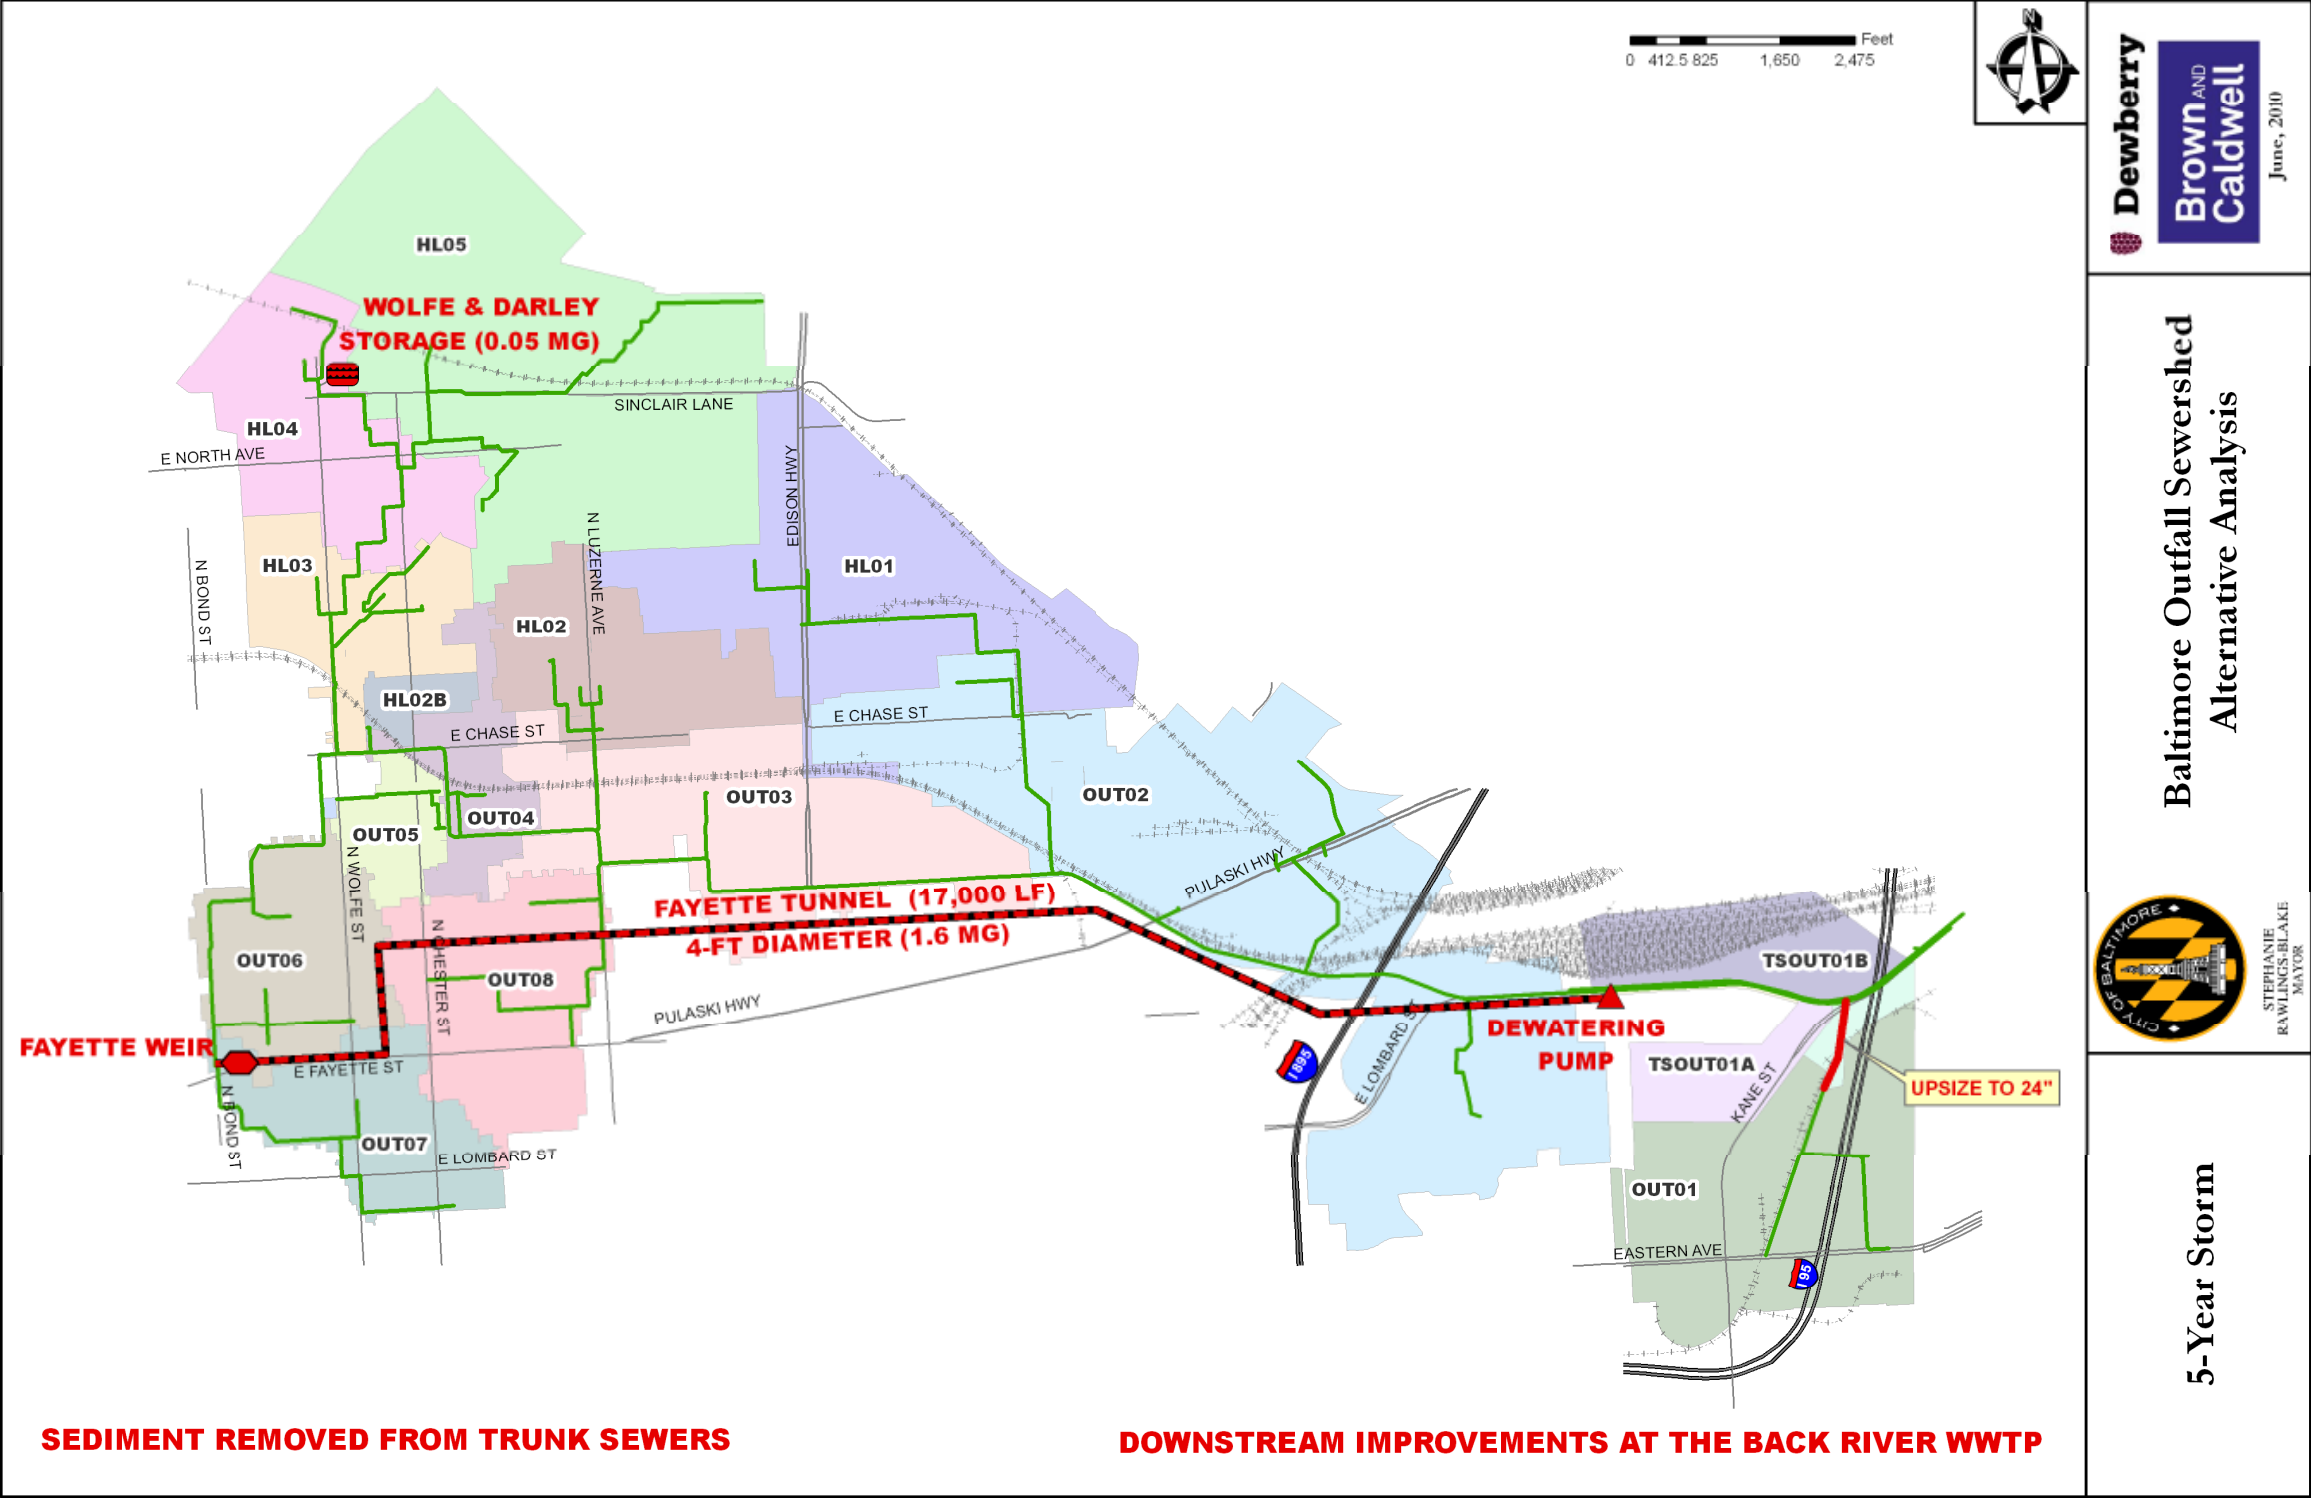 Feet
0 412.5 825 1,650 2,475
N
Dewberry
Brown AND
Caldwell
June, 2010
HL05
WOLFE & DARLEY
STORAGE (0.05 MG)
SINCLAIR LANE
HL04
E NORTH AVE
EDISON HWY
N LUZERNE AVE
HL03
HL01
N BOND ST
HL02
HL02B
E CHASE ST
E CHASE ST
OUT03
OUT02
OUT04
OUT05
PULASKI HWY
N WOLFE ST
FAYETTE TUNNEL (17,000 LF)
4-FT DIAMETER (1.6 MG)
N CHESTER ST
OUT06
OUT08
TSOUT01B
PULASKI HWY
DEWATERING
PUMP
FAYETTE WEIR
E FAYETTE ST
I 895
E LOMBARD ST
TSOUT01A
KANE ST
UPSIZE TO 24"
N BOND ST
OUT07
E LOMBARD ST
OUT01
EASTERN AVE
I 95
SEDIMENT REMOVED FROM TRUNK SEWERS
DOWNSTREAM IMPROVEMENTS AT THE BACK RIVER WWTP
Baltimore Outfall Sewershed
Alternative Analysis
CITY OF BALTIMORE
STEPHANIE
RAWLINGS-BLAKE
MAYOR
5-Year Storm